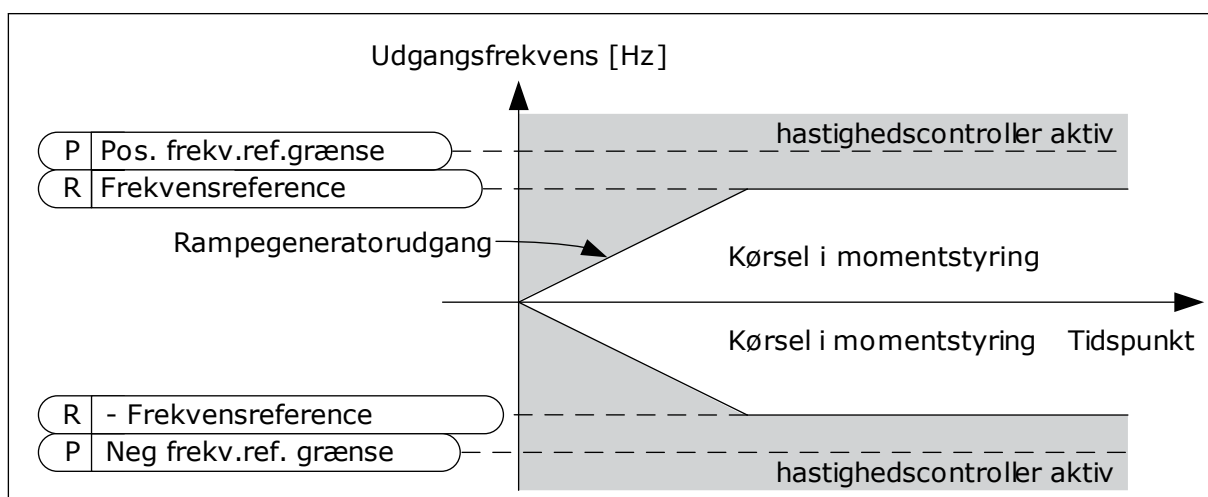 Udgangsfrekvens [Hz]
hastighedscontroller aktiv
P Pos. frekv.ref.grænse
R Frekvensreference
Rampegeneratorudgang
Kørsel i momentstyring
Kørsel i momentstyring Tidspunkt
R - Frekvensreference
P Neg frekv.ref. grænse
hastighedscontroller aktiv